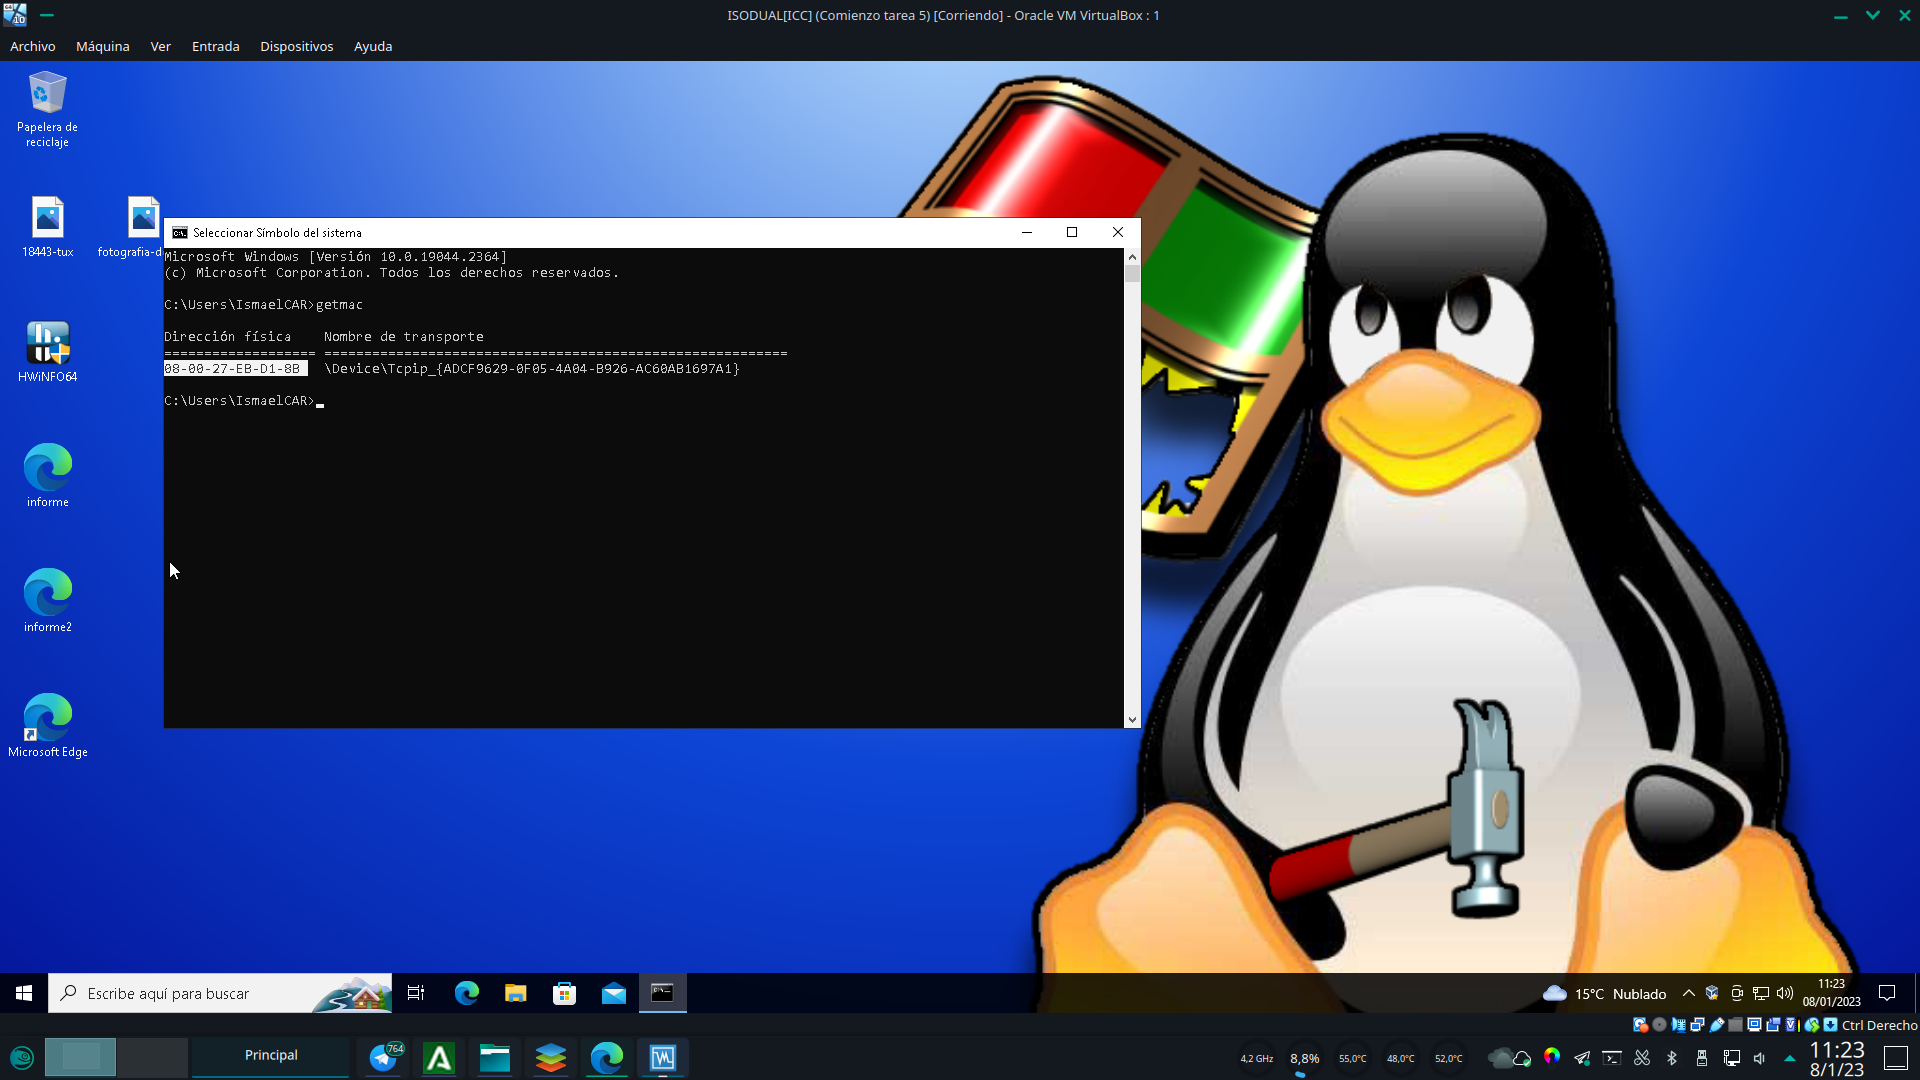 ISODUAL[ICC] (Comienzo tarea 5) [Corriendo] - Oracle VM VirtualBox : 1
Archivo Máquina Ver Entrada Dispositivos Ayuda
Papelera de
reciclaje
18443-tux
fotografia-d
HWiNFO64
informe
informe2
Microsoft Edge
Seleccionar Símbolo del sistema
Microsoft Windows [Versión 10.0.19044.2364]
(c) Microsoft Corporation. Todos los derechos reservados.
C:\Users\IsmaelCAR>getmac
Dirección física    Nombre de transporte
=================== ==========================================================
08-00-27-EB-D1-8B   \Device\Tcpip_{ADCF9629-0F05-4A04-B926-AC60AB1697A1}
C:\Users\IsmaelCAR>
Escribe aquí para buscar
15°C Nublado
11:23
08/01/2023
Ctrl Derecho
Principal
764
4,2 GHz
8,8%
55,0°C
48,0°C
52,0°C
11:23
8/1/23